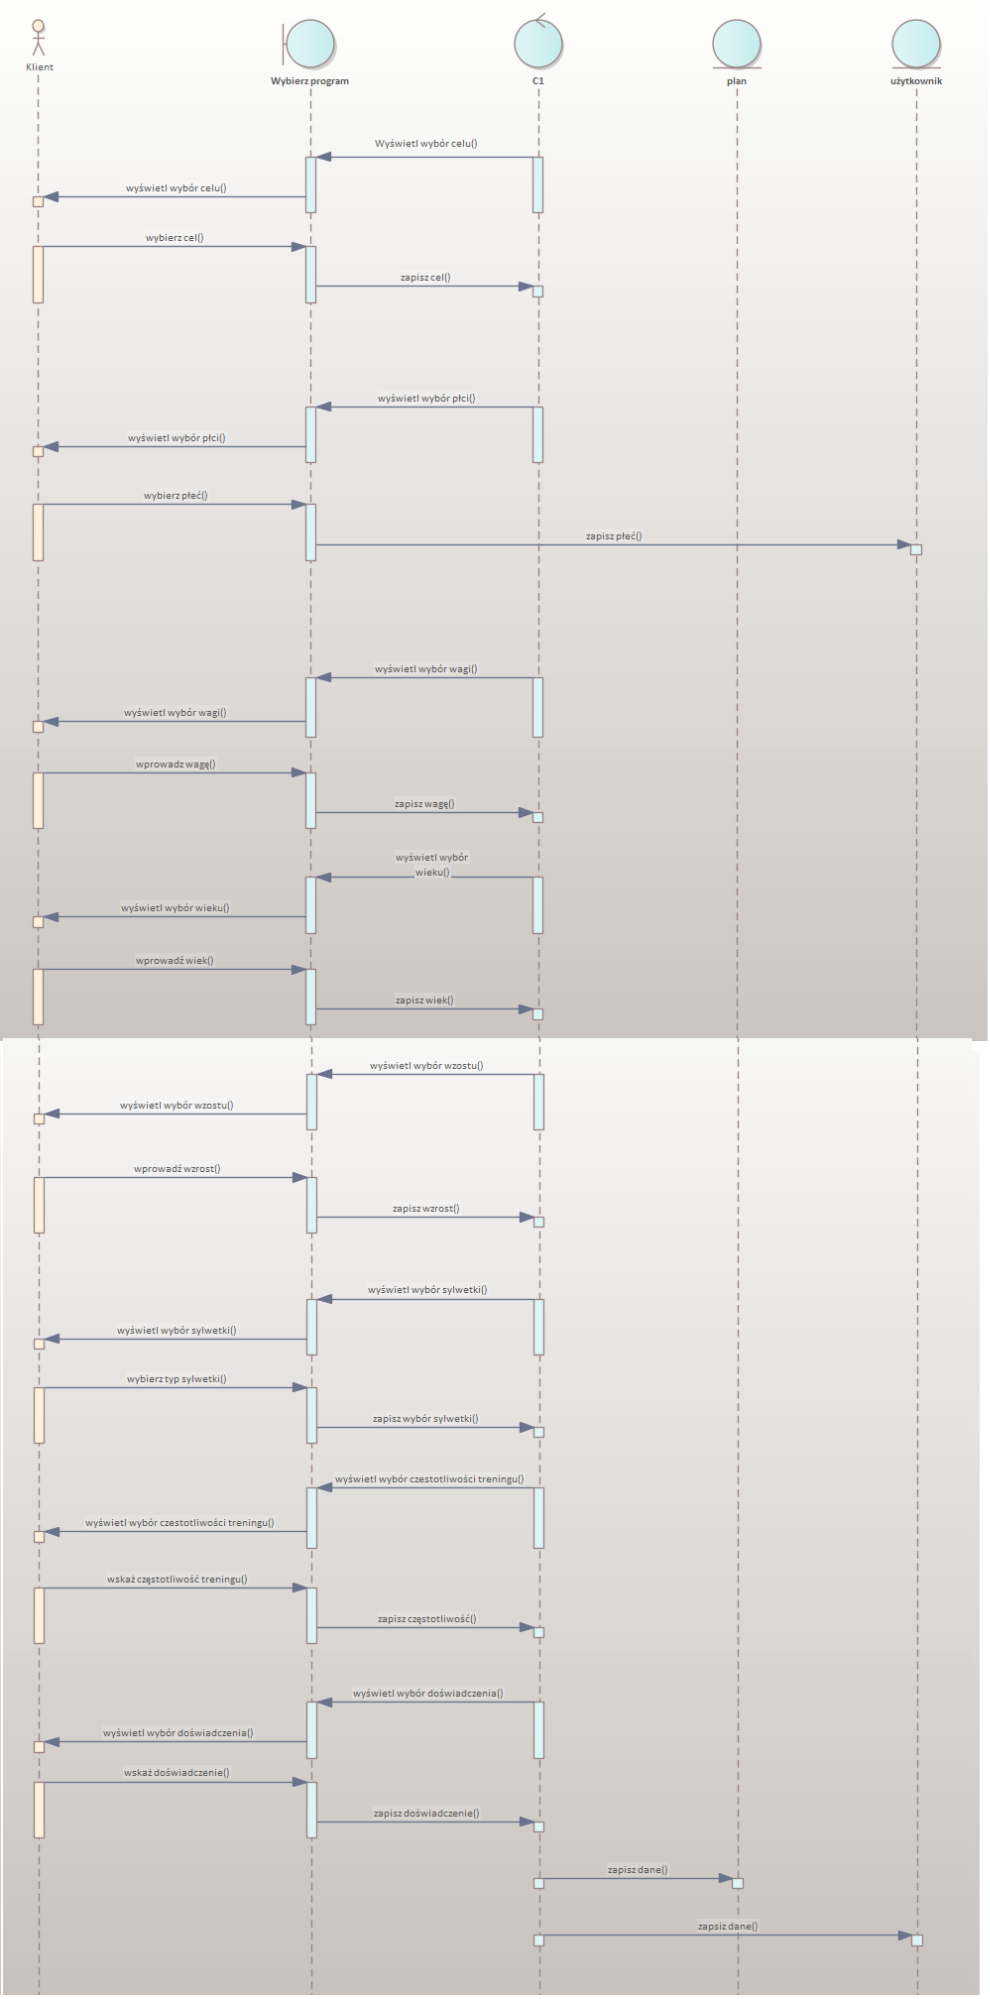 Klient
Wybierz program
C1
plan
użytkownik
Wyświetl wybór celu()
wyświetl wybór celu()
wybierz cel()
zapisz cel()
wyświetl wybór płci()
wyświetl wybór płci()
wybierz płeć()
zapisz płeć()
wyświetl wybór wagi()
wyświetl wybór wagi()
wprowadz wagę()
zapisz wagę()
wyświetl wybór
wieku()
wyświetl wybór wieku()
wprowadź wiek()
zapisz wiek()
wyświetl wybór wzostu()
wyświetl wybór wzostu()
wprowadź wzrost()
zapisz wzrost()
wyświetl wybór sylwetki()
wyświetl wybór sylwetki()
wybierz typ sylwetki()
zapisz wybór sylwetki()
wyświetl wybór czestotliwości treningu()
wyświetl wybór czestotliwości treningu()
wskaż częstotliwość treningu()
zapisz częstotliwość()
wyświetl wybór doświadczenia()
wyświetl wybór doświadczenia()
wskaż doświadczenie()
zapisz doświadczenie()
zapisz dane()
zapsiz dane()